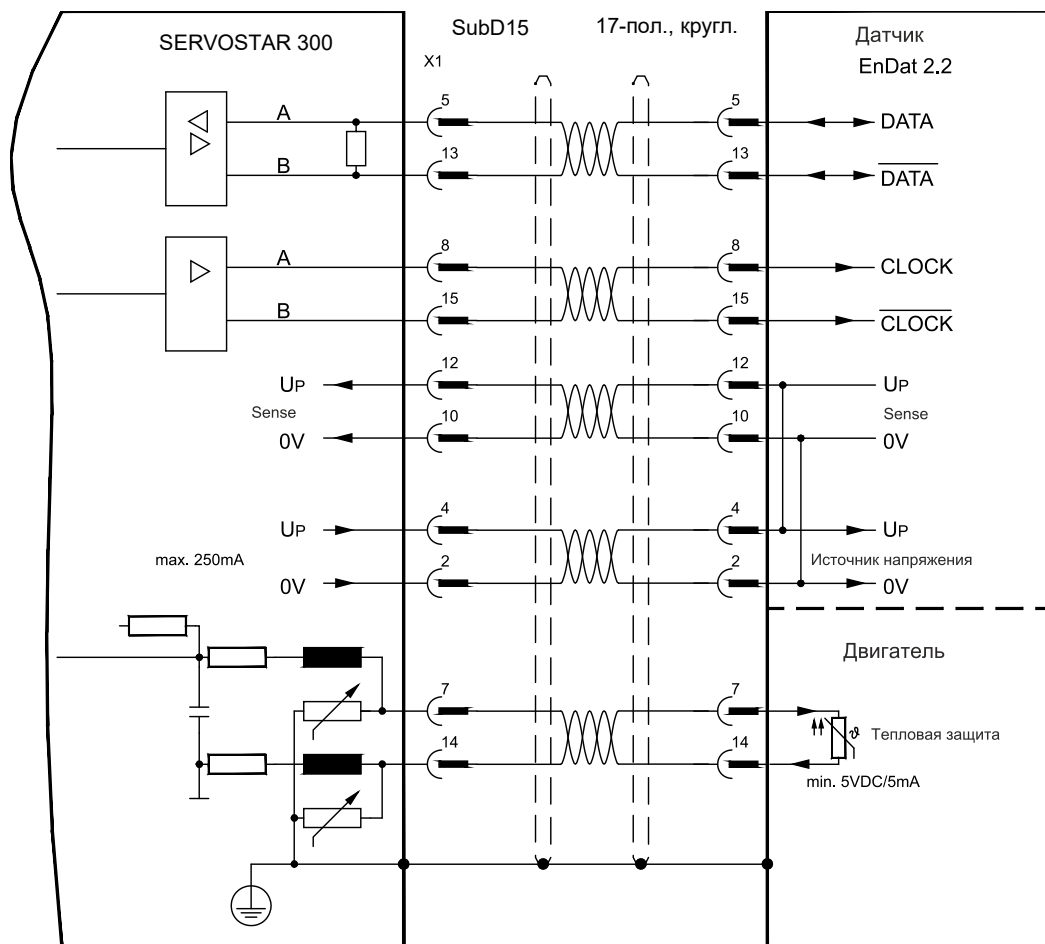 SERVOSTAR 300
SubD15
17-пол., кругл.
Датчик
EnDat 2.2
X1
A
5
5
DATA
B
13
13
DATA
A
8
8
CLOCK
B
15
15
CLOCK
UP
12
12
UP
Sense
Sense
0V
10
10
0V
UP
4
4
UP
max. 250mA
Источник напряжения
0V
2
2
0V
Двигатель
7
7
ϑ
Тепловая защита
14
14
min. 5VDC/5mA